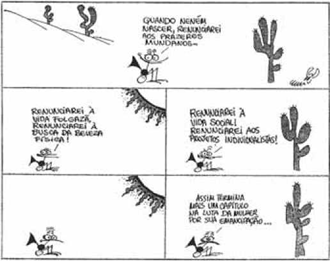 QUANDO NENÉM
NASCER, RENUNCIAREI
AOS PRAZERES
MUNDANOS...
RENUNCIAREI À
VIDA FOLGAZÃ,
RENUNCIAREI À
BUSCA DA BELEZA
FÍSICA!
RENUNCIAREI À
VIDA SOCIAL!
RENUNCIAREI AOS
PROJETOS INDIVIDUALISTAS!
ASSIM TERMINA
MAIS UM CAPÍTULO
NA LUTA DA MULHER
POR SUA EMANCIPAÇÃO...